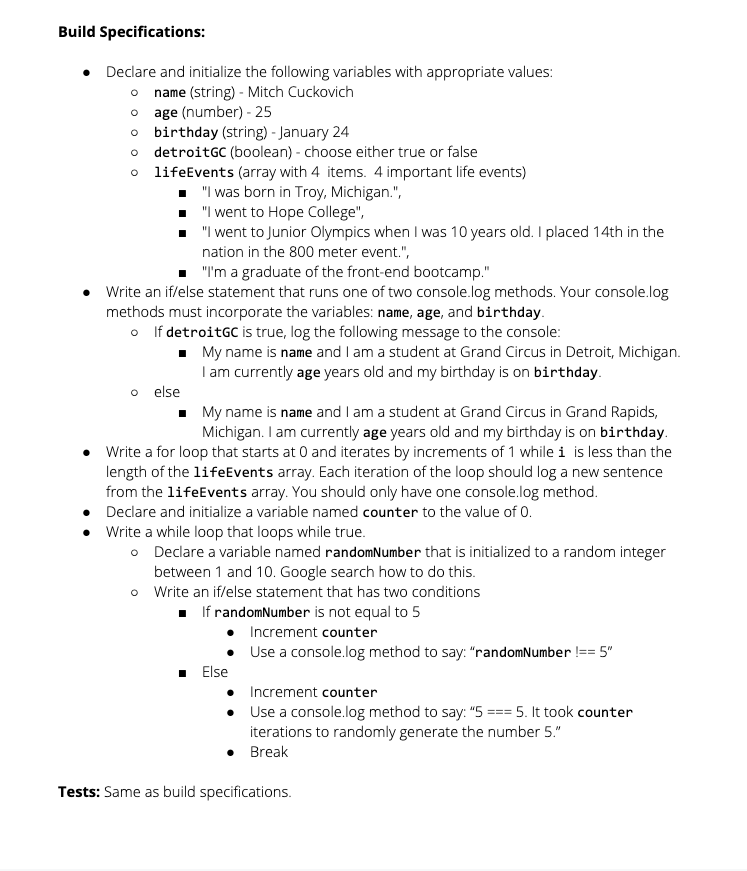 Build Specifications:
● Declare and initialize the following variables with appropriate values:
○ name (string) - Mitch Cuckovich
○ age (number) - 25
○ birthday (string) - January 24
○ detroitGC (boolean) - choose either true or false
○ lifeEvents (array with 4 items. 4 important life events)
■ "I was born in Troy, Michigan.",
■ "I went to Hope College",
■ "I went to Junior Olympics when I was 10 years old. I placed 14th in the
nation in the 800 meter event.",
■ "I'm a graduate of the front-end bootcamp."
● Write an if/else statement that runs one of two console.log methods. Your console.log
methods must incorporate the variables: name, age, and birthday.
○ If detroitGC is true, log the following message to the console:
■ My name is name and I am a student at Grand Circus in Detroit, Michigan.
I am currently age years old and my birthday is on birthday.
○ else
■ My name is name and I am a student at Grand Circus in Grand Rapids,
Michigan. I am currently age years old and my birthday is on birthday.
● Write a for loop that starts at 0 and iterates by increments of 1 while i is less than the
length of the lifeEvents array. Each iteration of the loop should log a new sentence
from the lifeEvents array. You should only have one console.log method.
● Declare and initialize a variable named counter to the value of 0.
● Write a while loop that loops while true.
○ Declare a variable named randomNumber that is initialized to a random integer
between 1 and 10. Google search how to do this.
○ Write an if/else statement that has two conditions
■ If randomNumber is not equal to 5
● Increment counter
● Use a console.log method to say: “randomNumber !== 5”
■ Else
● Increment counter
● Use a console.log method to say: “5 === 5. It took counter
iterations to randomly generate the number 5.”
● Break
Tests: Same as build specifications.